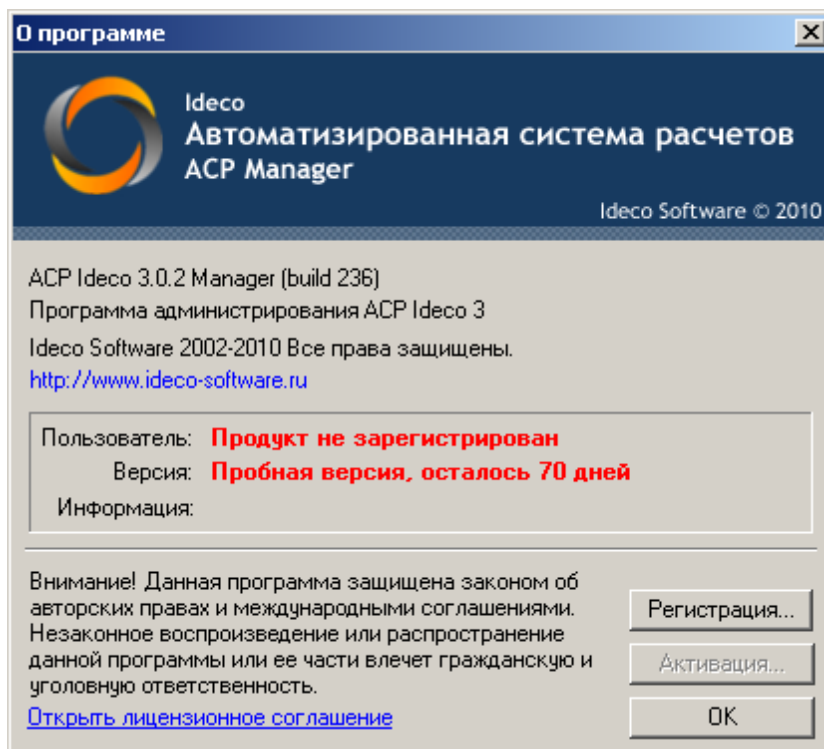 О программе
Ideco
Автоматизированная система расчетов
АСР Manager
Ideco Software © 2010
АСР Ideco 3.0.2 Manager (build 236)
Программа администрирования АСР Ideco 3
Ideco Software 2002-2010 Все права защищены.
http://www.ideco-software.ru
Пользователь: Продукт не зарегистрирован
Версия: Пробная версия, осталось 70 дней
Информация:
Внимание! Данная программа защищена законом об
авторских правах и международными соглашениями.
Незаконное воспроизведение или распространение
данной программы или ее части влечет гражданскую и
уголовную ответственность.
Открыть лицензионное соглашение
Регистрация...
Активация...
OK